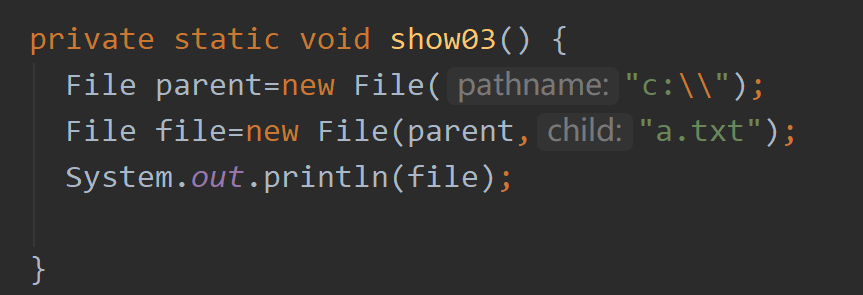 private static void show03() {
File parent=new File( pathname: "c:\\");
File file=new File(parent, child: "a.txt");
System.out.println(file);
}